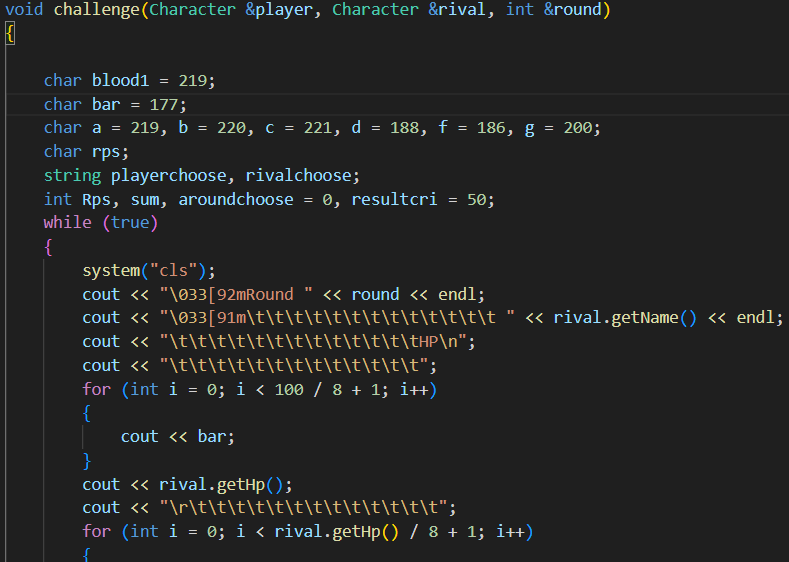 void challenge(Character &player, Character &rival, int &round)
{
char blood1 = 219;
char bar = 177;
char a = 219, b = 220, c = 221, d = 188, f = 186, g = 200;
char rps;
string playerchoose, rivalchoose;
int Rps, sum, aroundchoose = 0, resultcri = 50;
while (true)
{
system("cls");
cout << "\033[92mRound " << round << endl;
cout << "\033[91m\t\t\t\t\t\t\t\t\t\t\t\t\t " << rival.getName() << endl;
cout << "\t\t\t\t\t\t\t\t\t\t\t\t\tHP\n";
cout << "\t\t\t\t\t\t\t\t\t\t\t\t\t";
for (int i = 0; i < 100 / 8 + 1; i++)
{
cout << bar;
}
cout << rival.getHp();
cout << "\r\t\t\t\t\t\t\t\t\t\t\t\t\t";
for (int i = 0; i < rival.getHp() / 8 + 1; i++)
{